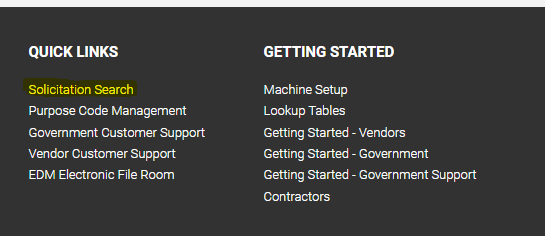 QUICK LINKS
Solicitation Search
Purpose Code Management
Government Customer Support
Vendor Customer Support
EDM Electronic File Room
GETTING STARTED
Machine Setup
Lookup Tables
Getting Started - Vendors
Getting Started - Government
Getting Started - Government Support
Contractors